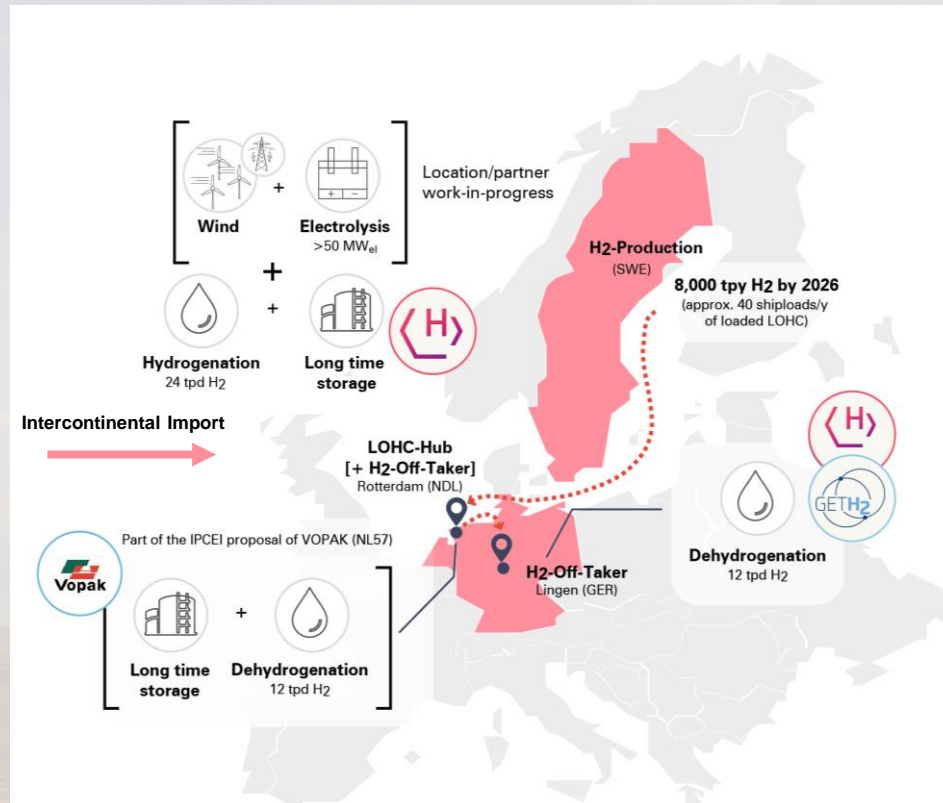 Wind
+
Electrolysis
>50 MWel
+ −
Location/partner
work-in-progress
+
Hydrogenation
24 tpd H2
+
Long time
storage
H
H2-Production
(SWE)
8,000 tpy H2 by 2026
(approx. 40 shiploads/y
of loaded LOHC)
Intercontinental Import
LOHC-Hub
[+ H2-Off-Taker]
Rotterdam (NDL)
Part of the IPCEI proposal of VOPAK (NL57)
Vopak
Long time
storage
+
Dehydrogenation
12 tpd H2
H2-Off-Taker
Lingen (GER)
H
GETH2
Dehydrogenation
12 tpd H2